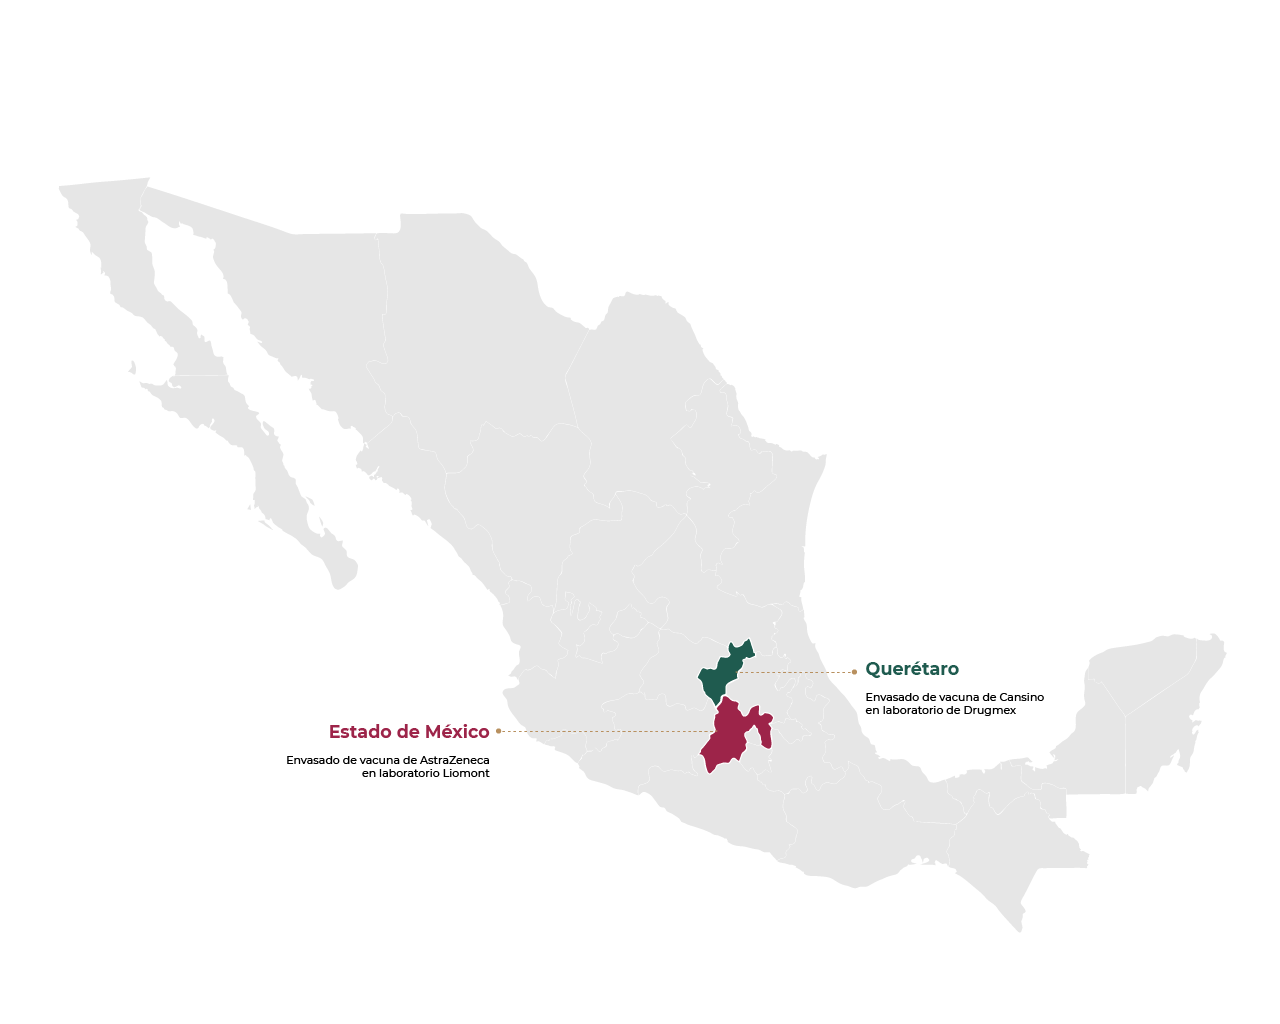 Querétaro
Envasado de vacuna de Cansino
en laboratorio de Drugmex
Estado de México
Envasado de vacuna de AstraZeneca
en laboratorio Liomont